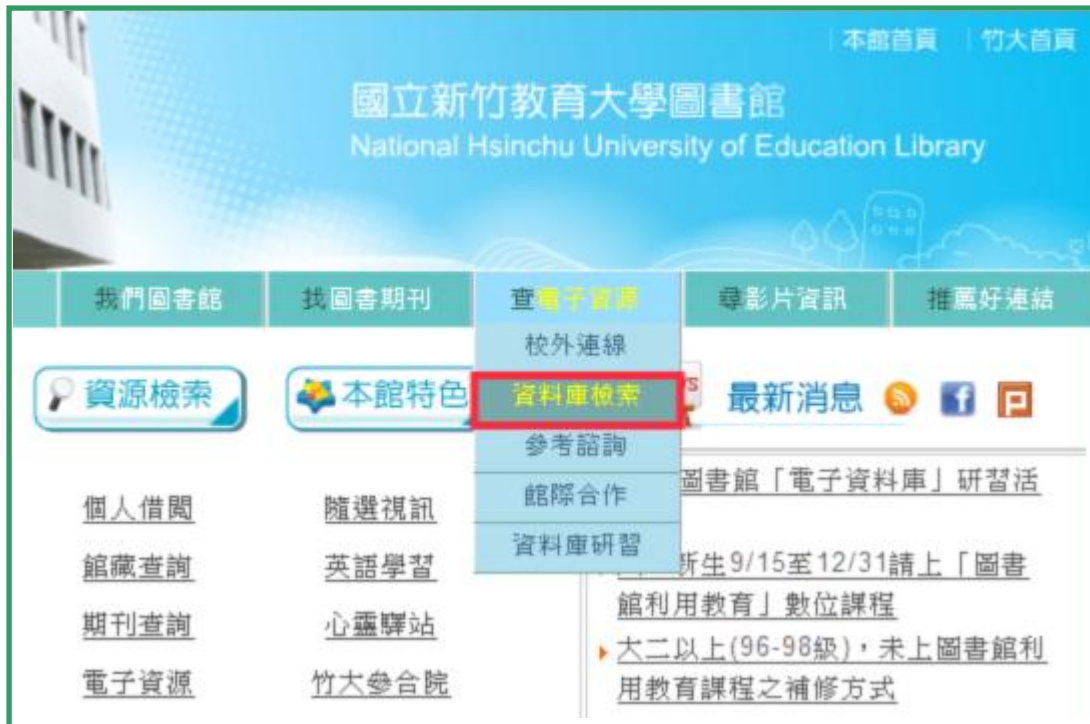 本館首頁 竹大首頁
國立新竹教育大學圖書館
National Hsinchu University of Education Library
我們圖書館 找圖書期刊 查電子資源 尋影片資訊 推薦好連結
校外連線
資源檢索 本館特色 資料庫檢索 最新消息
參考諮詢
圖書館「電子資料庫」研習活
個人借閱 隨選視訊 館際合作
資料庫研習
館藏查詢 英語學習 新生9/15至12/31請上「圖書
館利用教育」數位課程
期刊查詢 心靈驛站
大二以上(96-98級),未上圖書館利
電子資源 竹大參合院 用教育課程之補修方式